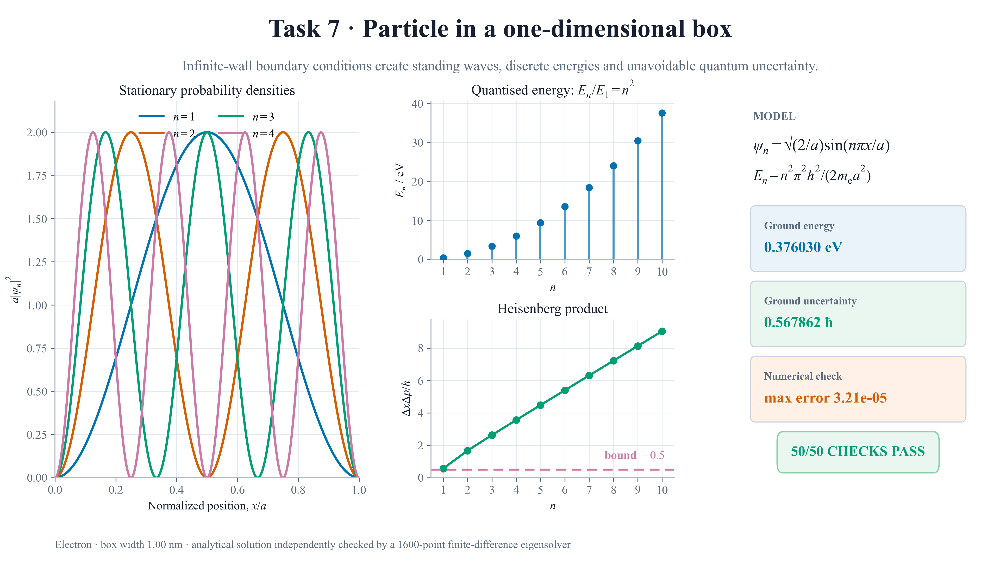 Task 7 · Particle in a one-dimensional box
Infinite-wall boundary conditions create standing waves, discrete energies and unavoidable quantum uncertainty.
Stationary probability densities
n = 1
n = 2
n = 3
n = 4
2.00
1.75
1.50
1.25
1.00
0.75
0.50
0.25
0.00
a|ψₙ|²
0.0 0.2 0.4 0.6 0.8 1.0
Normalized position, x/a
Quantised energy: Eₙ/E₁ = n²
40
30
20
10
0
Eₙ / eV
1 2 3 4 5 6 7 8 9 10
n
Heisenberg product
8
6
4
2
0
ΔxΔp/ħ
bound = 0.5
1 2 3 4 5 6 7 8 9 10
n
MODEL
ψₙ = √(2/a)sin(nπx/a)
Eₙ = n²π²ħ²/(2mₑa²)
Ground energy
0.376030 eV
Ground uncertainty
0.567862 ħ
Numerical check
max error 3.21e-05
50/50 CHECKS PASS
Electron · box width 1.00 nm · analytical solution independently checked by a 1600-point finite-difference eigensolver